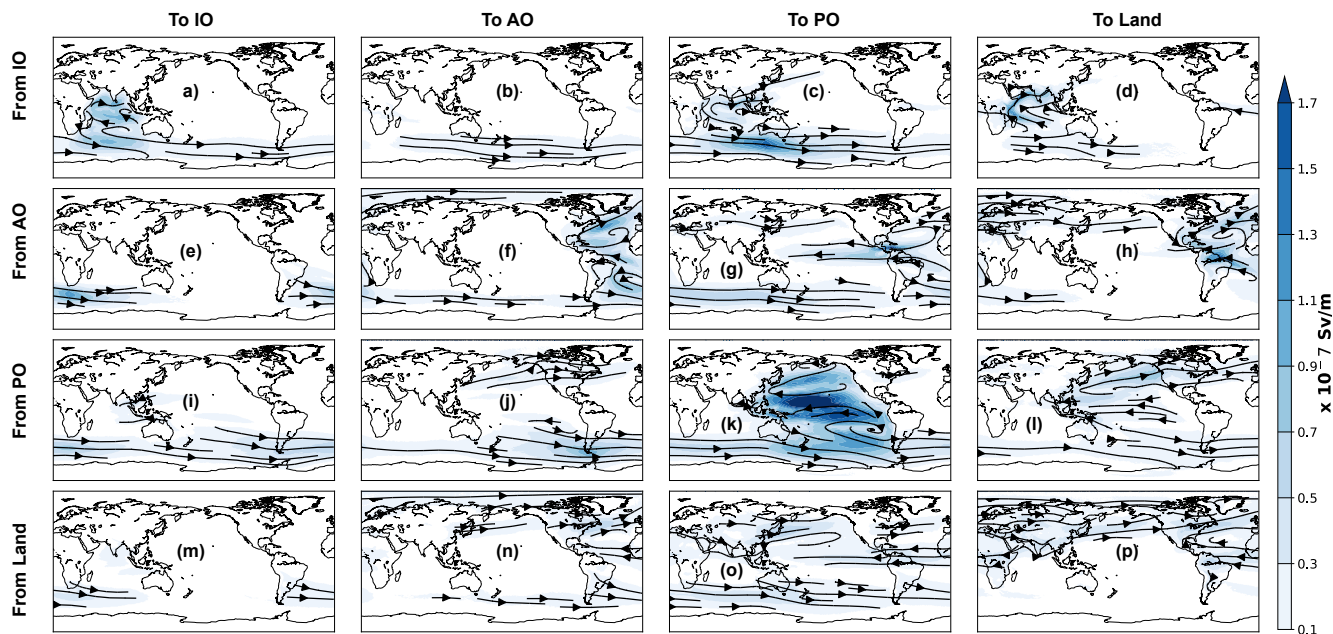 To IO To AO To PO To Land
From IO
a) (b) (c) (d)
From AO
(e) (f) (g) (h)
From PO
(i) (j) (k) (l)
From Land
(m) (n) (o) (p)
1.7
1.5
1.3
1.1
0.9
0.7
0.5
0.3
0.1
x 10⁻⁷ Sv/m